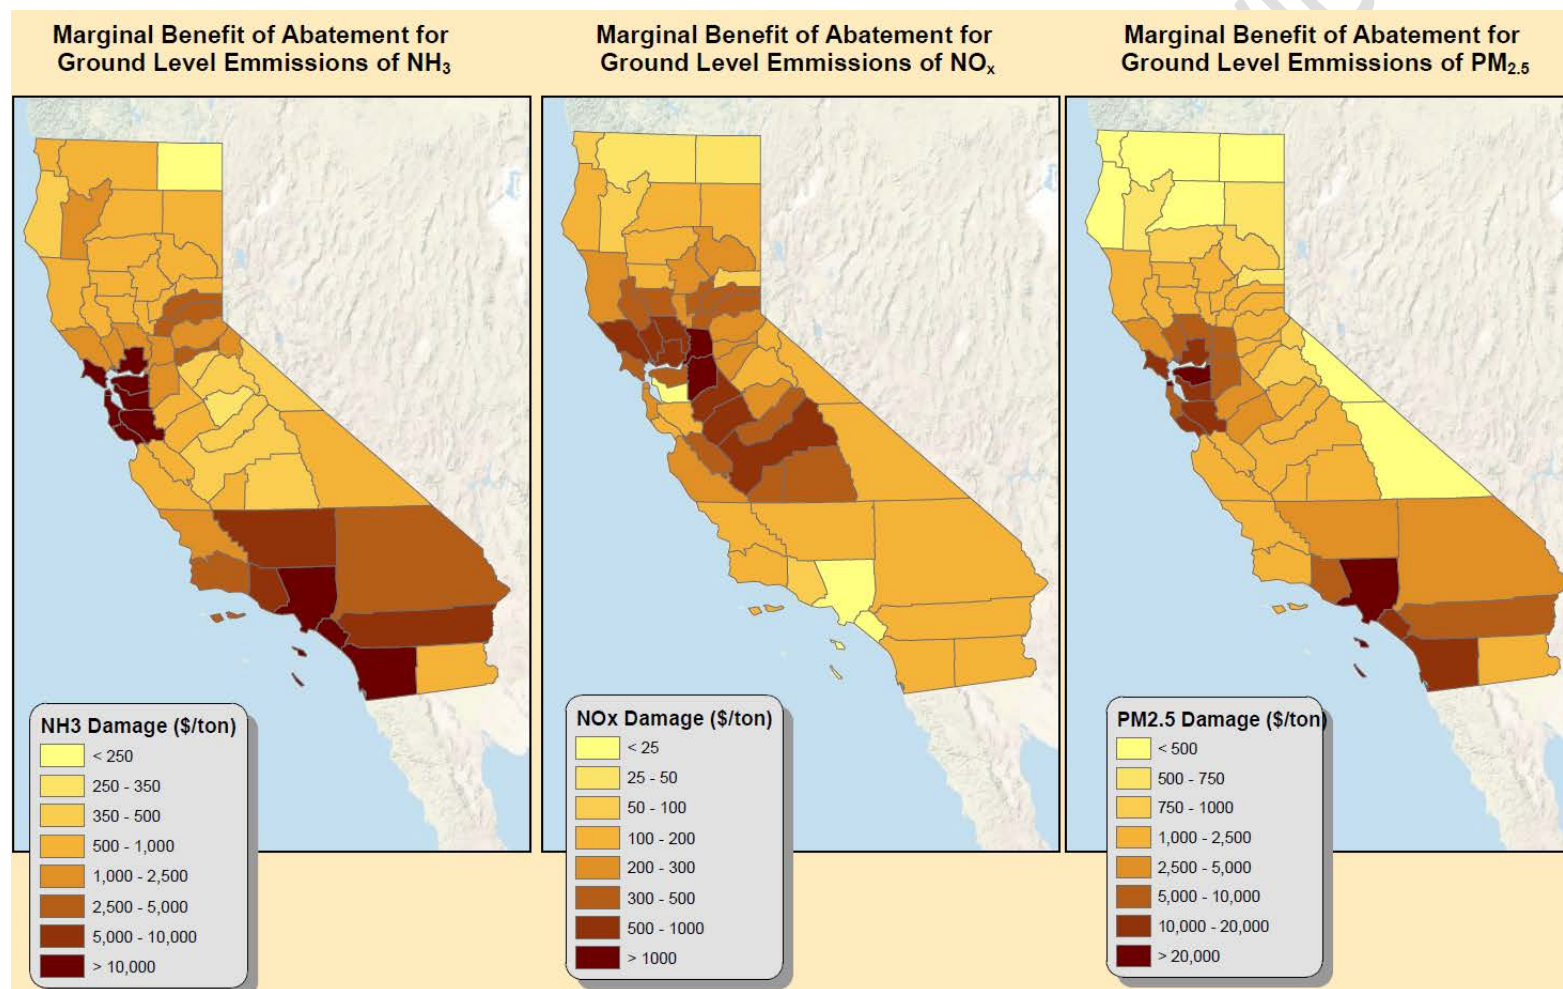 Marginal Benefit of Abatement for
Ground Level Emmissions of NH3
Marginal Benefit of Abatement for
Ground Level Emmissions of NOx
Marginal Benefit of Abatement for
Ground Level Emmissions of PM2.5
NH3 Damage ($/ton)
< 250
250 - 350
350 - 500
500 - 1,000
1,000 - 2,500
2,500 - 5,000
5,000 - 10,000
> 10,000
NOx Damage ($/ton)
< 25
25 - 50
50 - 100
100 - 200
200 - 300
300 - 500
500 - 1000
> 1000
PM2.5 Damage ($/ton)
< 500
500 - 750
750 - 1000
1,000 - 2,500
2,500 - 5,000
5,000 - 10,000
10,000 - 20,000
> 20,000